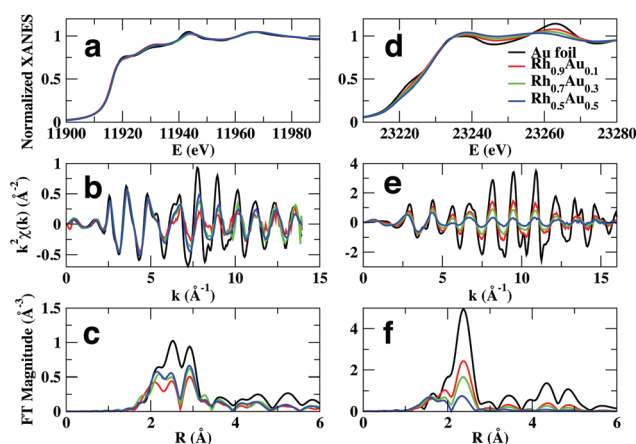 Normalized XANES
1
0.5
0
a
11900 11920 11940 11960 11980
E (eV)
1
0.5
0
d
Au foil
Rh0.9Au0.1
Rh0.7Au0.3
Rh0.5Au0.5
23220 23240 23260 23280
E (eV)
k2χ(k) (Å-2)
1
0.5
0
-0.5
b
0 5 10 15
k (Å-1)
4
2
0
-2
e
0 5 10 15
k (Å-1)
FT Magnitude (Å-3)
1.5
1
0.5
0
c
0 2 4 6
R (Å)
4
2
0
f
0 2 4 6
R (Å)